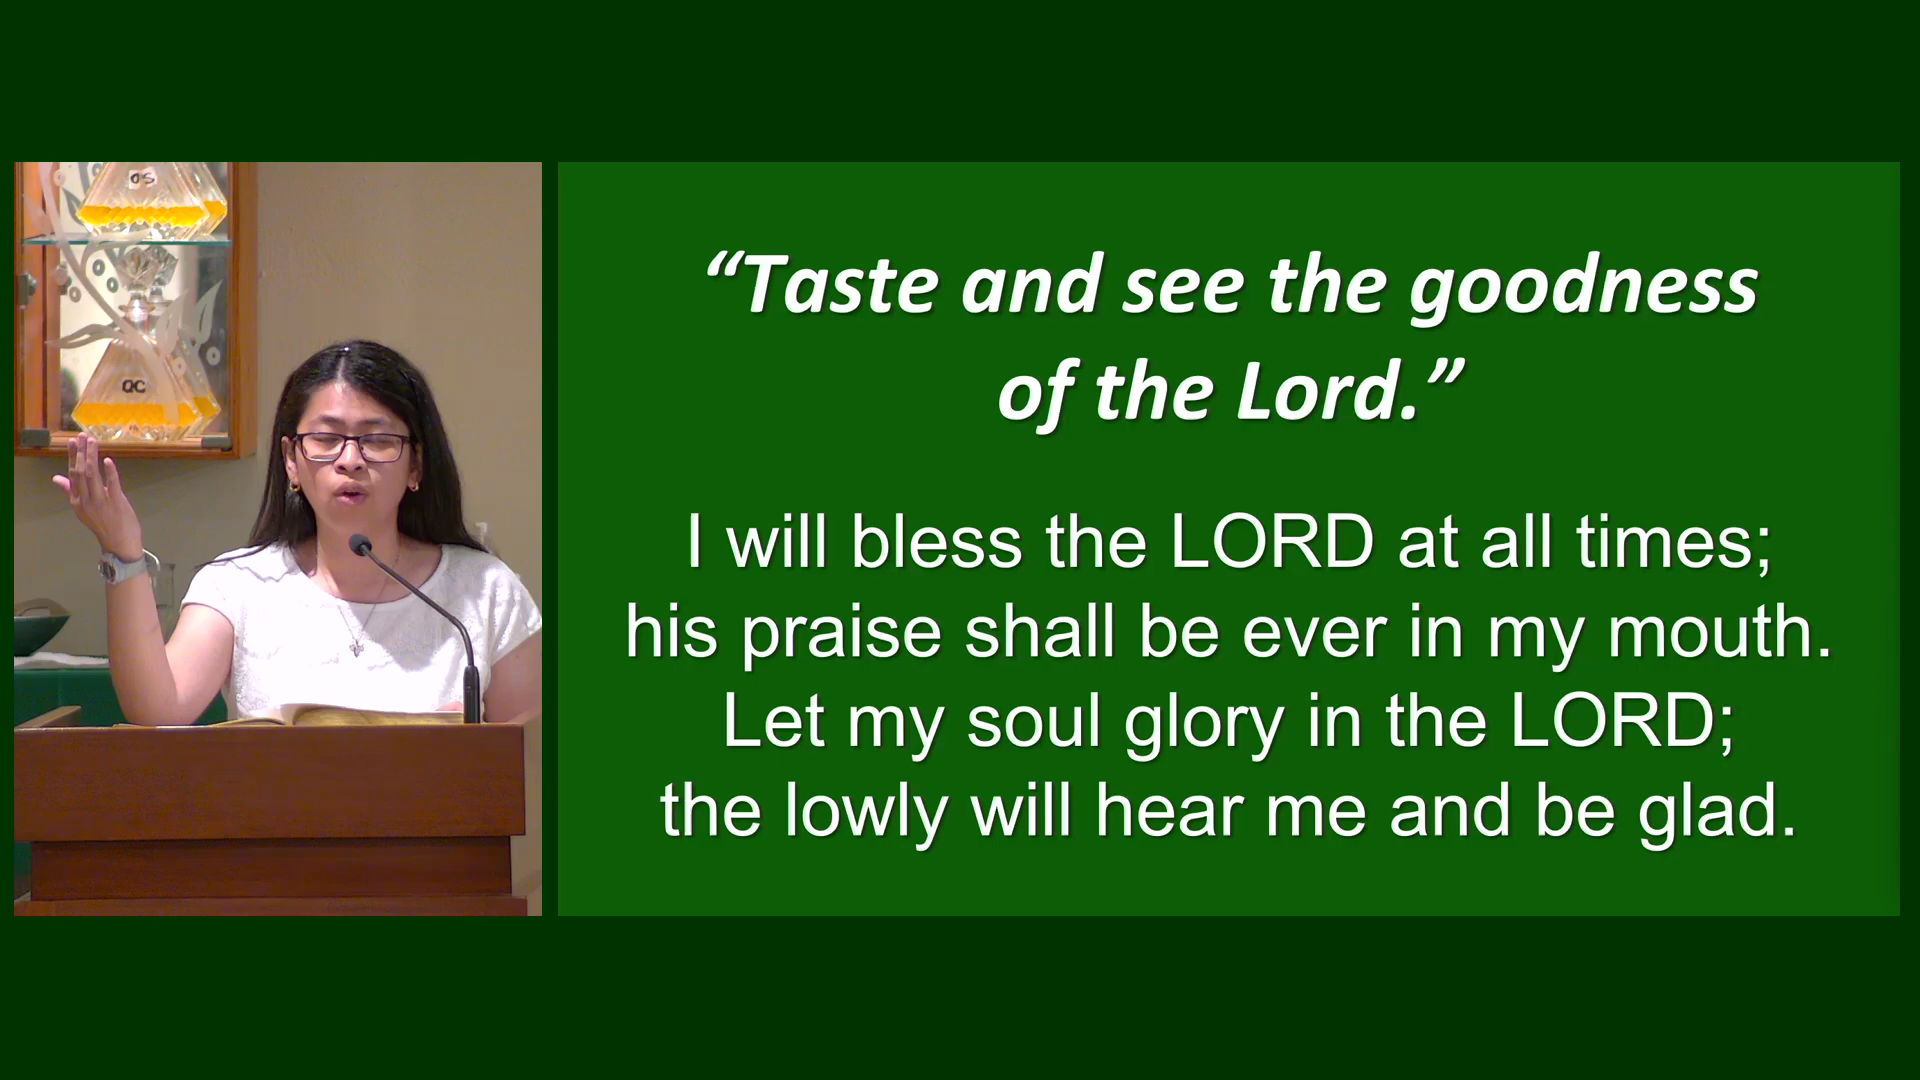 OS
OC
“Taste and see the goodness
of the Lord.”
I will bless the LORD at all times;
his praise shall be ever in my mouth.
Let my soul glory in the LORD;
the lowly will hear me and be glad.